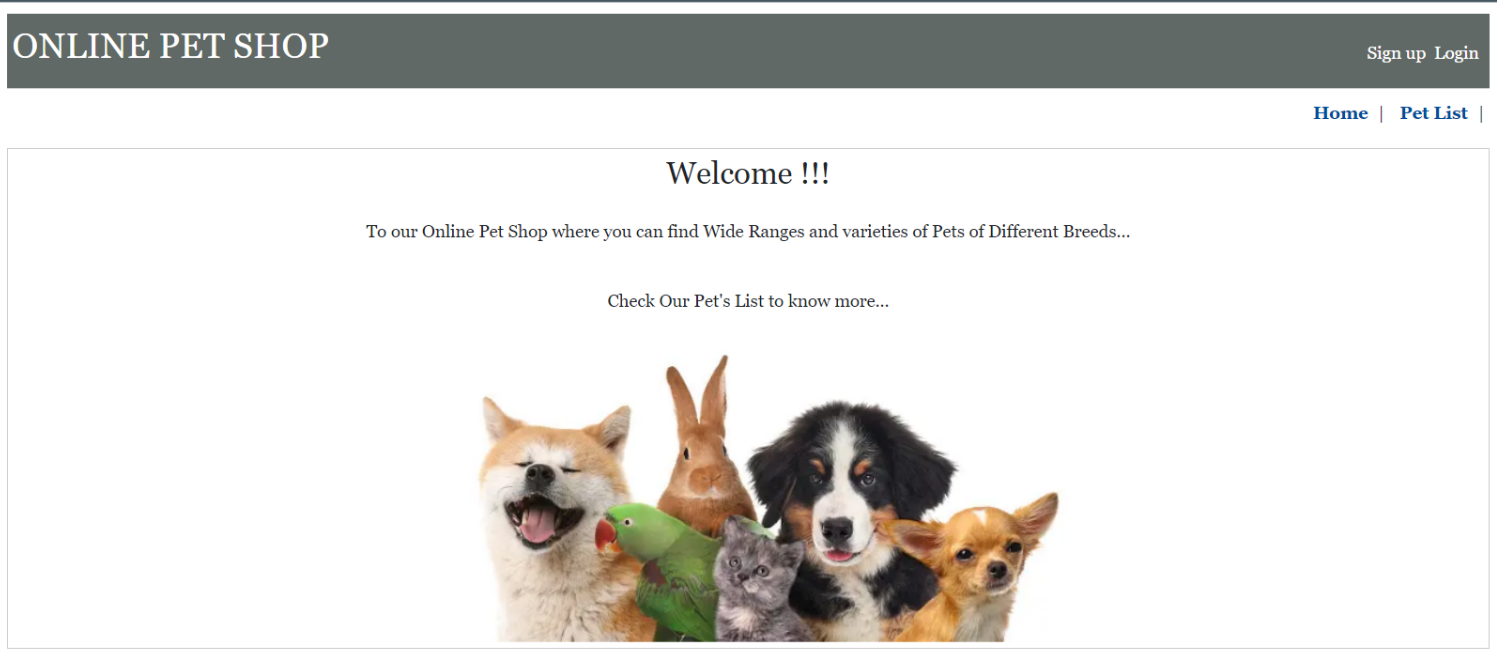 ONLINE PET SHOP
Sign up Login
Home | Pet List |
Welcome !!!
To our Online Pet Shop where you can find Wide Ranges and varieties of Pets of Different Breeds...
Check Our Pet's List to know more...